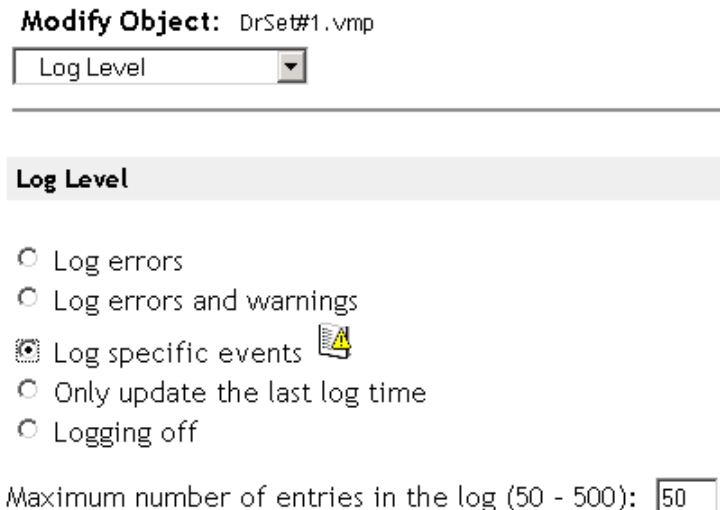 Modify Object: DrSet#1.vmp
Log Level
Log Level
Log errors
Log errors and warnings
Log specific events
Only update the last log time
Logging off
Maximum number of entries in the log (50 - 500): 50